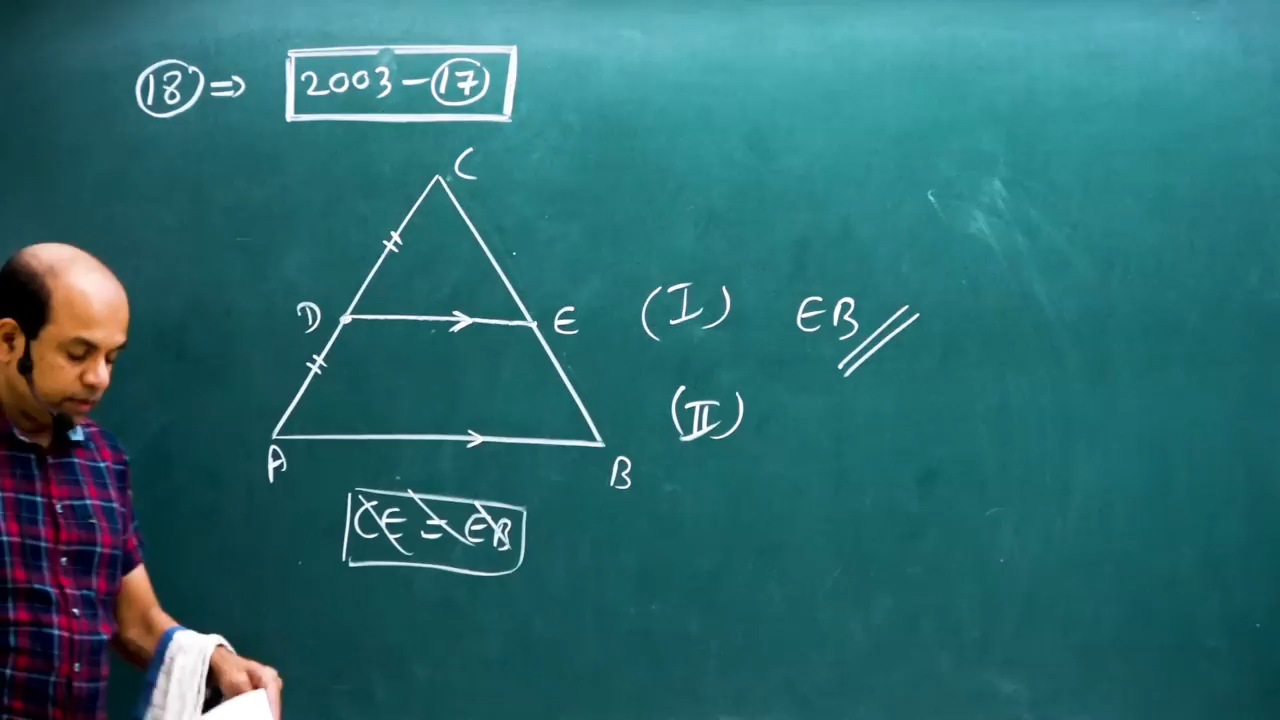 (18) ⇒ 2003 - (17)
C
D E (I) EB //
(II)
A B
CE = EB